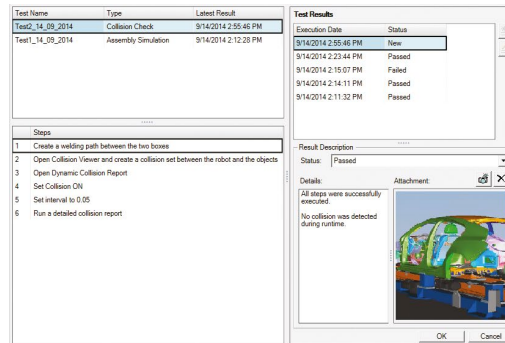 Test Name Type Latest Result
Test2_14_09_2014 Collision Check 9/14/2014 2:55:46 PM
Test1_14_09_2014 Assembly Simulation 9/14/2014 2:12:28 PM
Steps
1 Create a welding path between the two boxes
2 Open Collision Viewer and create a collision set between the robot and the objects
3 Open Dynamic Collision Report
4 Set Collision ON
5 Set interval to 0.05
6 Run a detailed collision report
Test Results
Execution Date Status
9/14/2014 2:55:46 PM New
9/14/2014 2:23:44 PM Passed
9/14/2014 2:15:07 PM Failed
9/14/2014 2:14:11 PM Passed
9/14/2014 2:11:32 PM Passed
Result Description
Status: Passed
Details: Attachment:
All steps were successfully
executed.
No collision was detected
during runtime.
OK Cancel